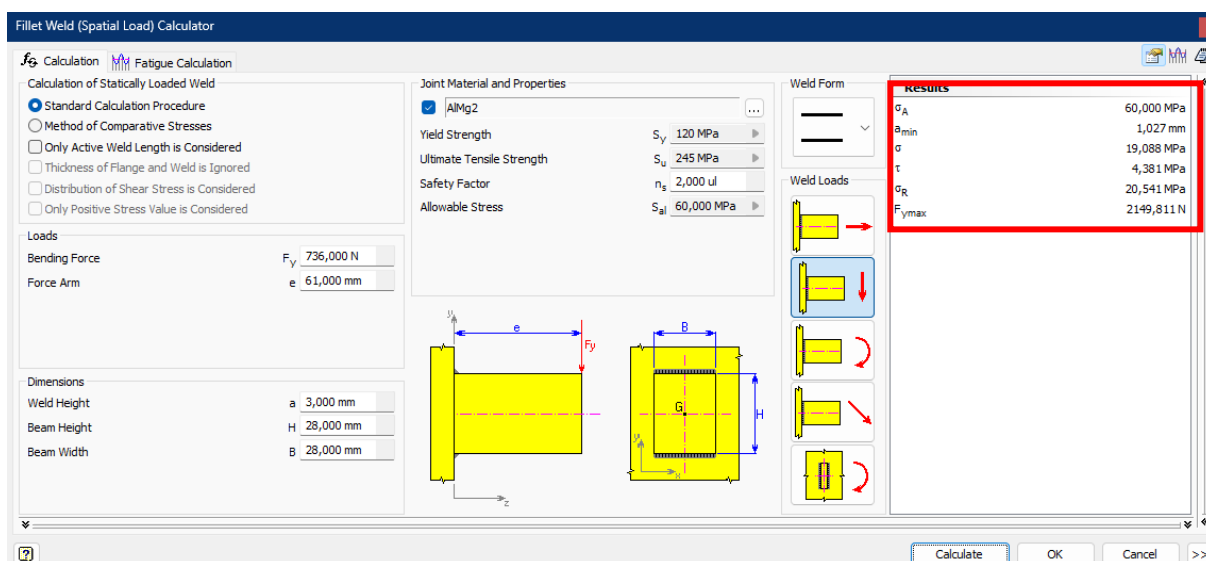 Fillet Weld (Spatial Load) Calculator
Calculation
Fatigue Calculation
Calculation of Statically Loaded Weld
Standard Calculation Procedure
Method of Comparative Stresses
Only Active Weld Length is Considered
Thickness of Flange and Weld is Ignored
Distribution of Shear Stress is Considered
Only Positive Stress Value is Considered
Loads
Bending Force Fy 736,000 N
Force Arm e 61,000 mm
Dimensions
Weld Height a 3,000 mm
Beam Height H 28,000 mm
Beam Width B 28,000 mm
Joint Material and Properties
AlMg2 ...
Yield Strength Sy 120 MPa
Ultimate Tensile Strength Su 245 MPa
Safety Factor ns 2,000 ul
Allowable Stress Sal 60,000 MPa
y
e
Fy
z
B
G
H
y
x
Weld Form
Weld Loads
Results
σA 60,000 MPa
amin 1,027 mm
σ 19,088 MPa
τ 4,381 MPa
σR 20,541 MPa
Fymax 2149,811 N
?
Calculate
OK
Cancel
>>